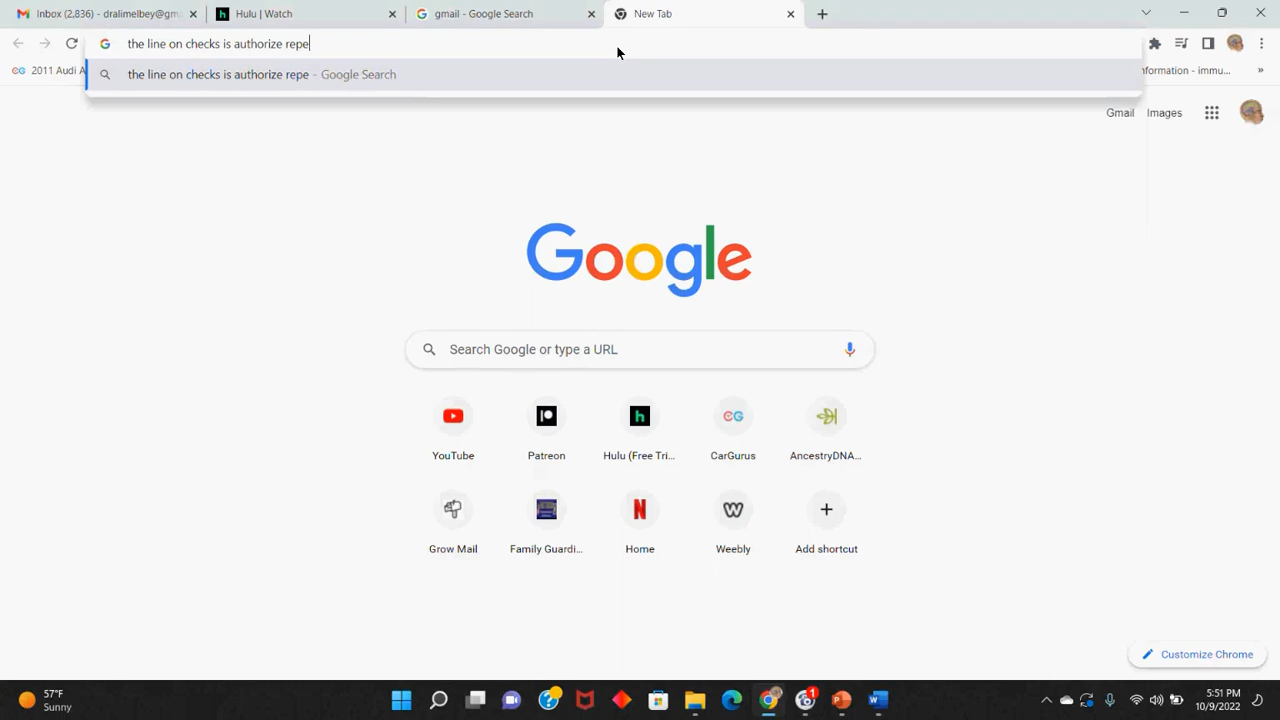 Inbox (2,836) - dralimelbey@gm
Hulu | Watch
gmail - Google Search
New Tab
the line on checks is authorize repe
2011 Audi A
the line on checks is authorize repe - Google Search
nformation - immu...
Gmail
Images
Google
Search Google or type a URL
YouTube
Patreon
Hulu (Free Tri...
CarGurus
AncestryDNA...
Grow Mail
Family Guardi...
Home
Weebly
Add shortcut
Customize Chrome
57°F
Sunny
1
5:51 PM
10/9/2022